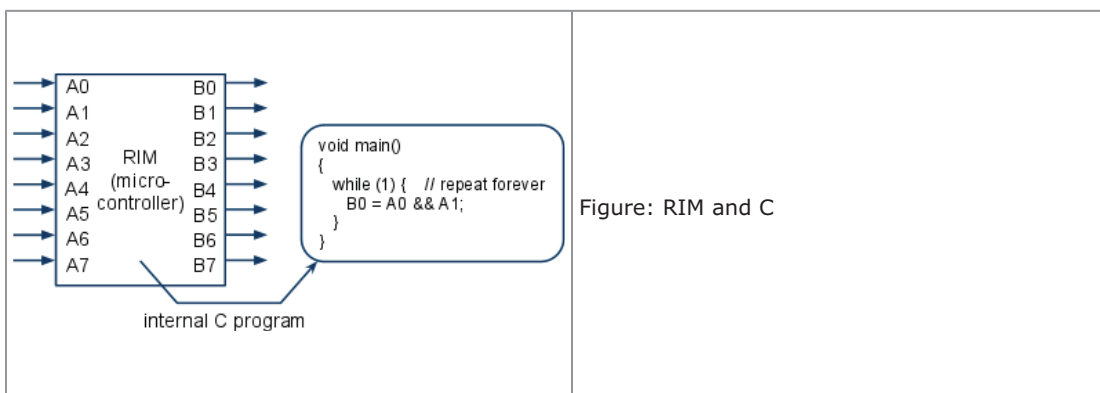 A0 B0
A1 B1
A2 B2
A3 RIM B3
(micro-
A4 B4
controller)
A5 B5
A6 B6
A7 B7
internal C program
void main()
{
while (1) { // repeat forever
B0 = A0 && A1;
}
}
Figure: RIM and C